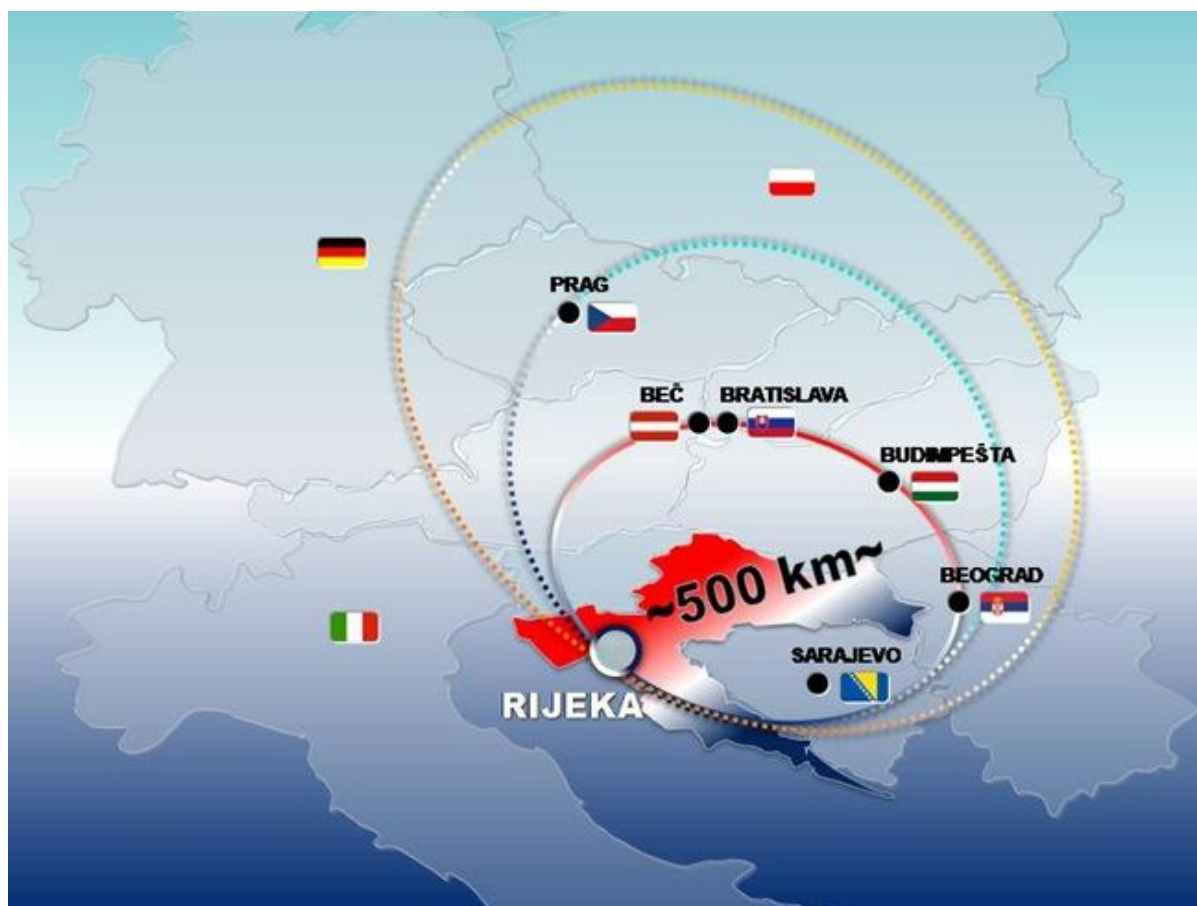 PRAG
BEČ
BRATISLAVA
BUDIMPEŠTA
~500 km~
BEOGRAD
SARAJEVO
RIJEKA